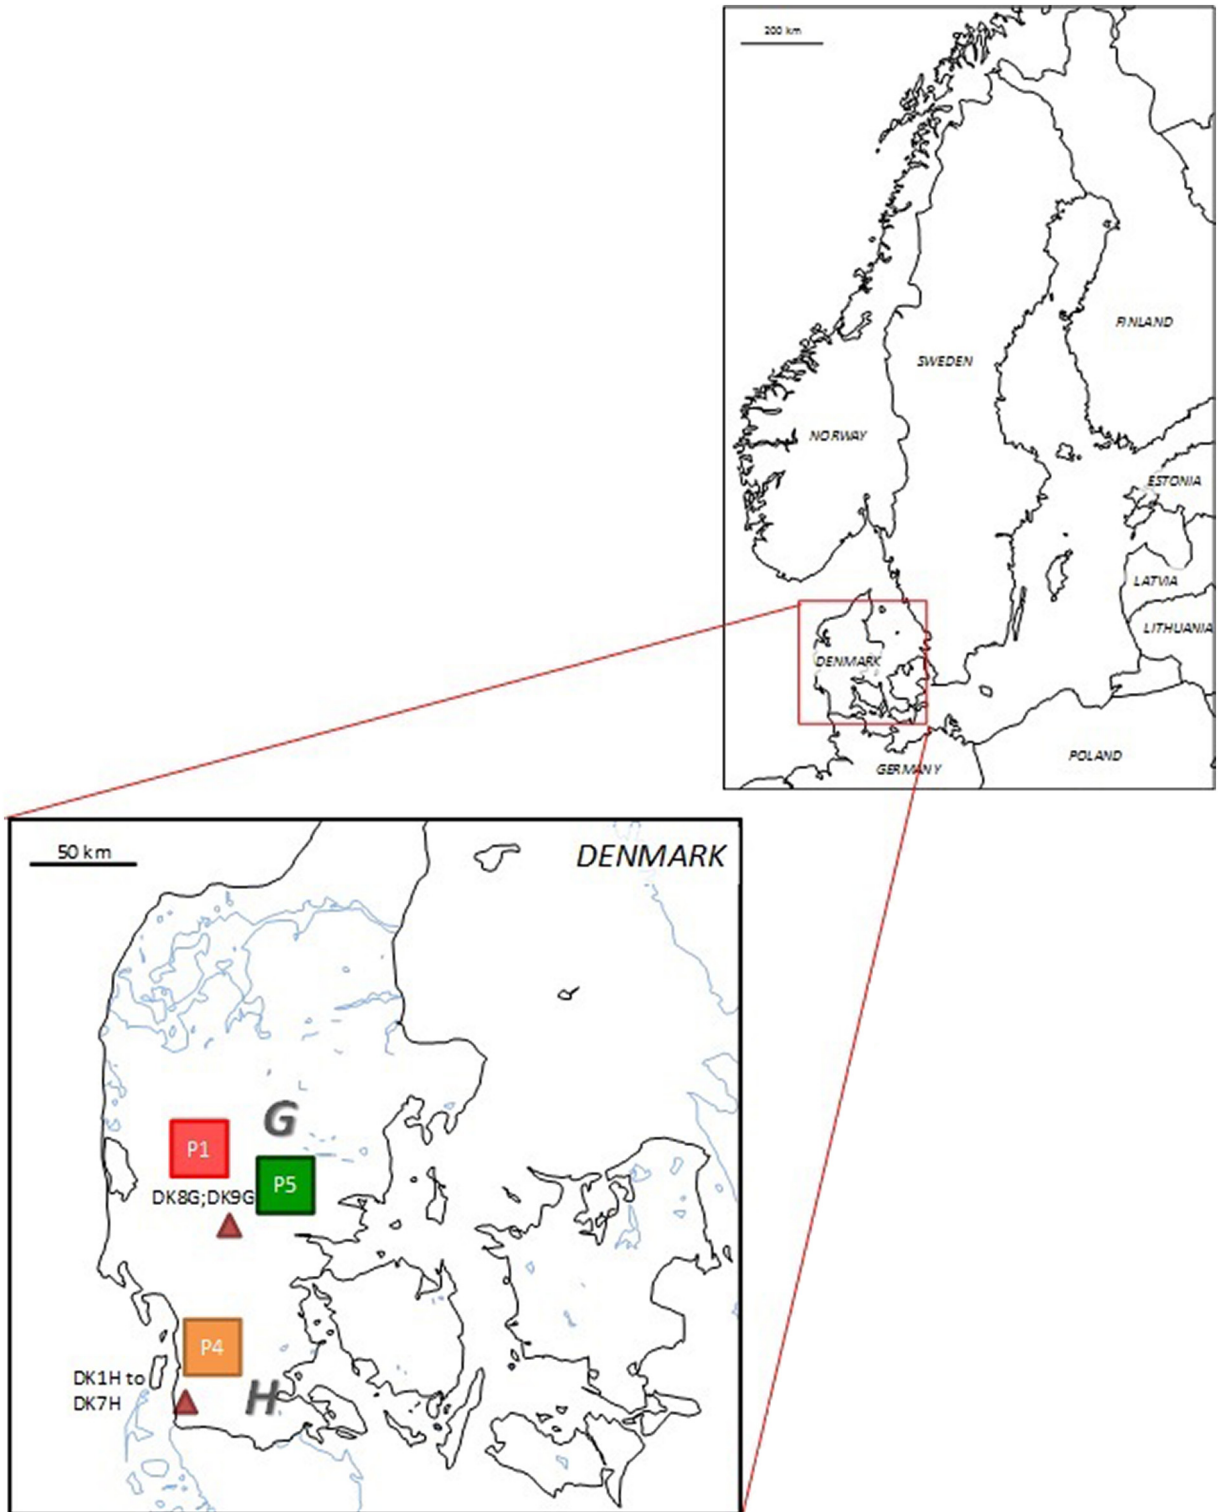 200 km
FINLAND
SWEDEN
NORWAY
ESTONIA
LATVIA
LITHUANIA
DENMARK
POLAND
GERMANY
50 km
DENMARK
G
P1
P5
DK8G;DK9G
P4
DK1H to
DK7H
H